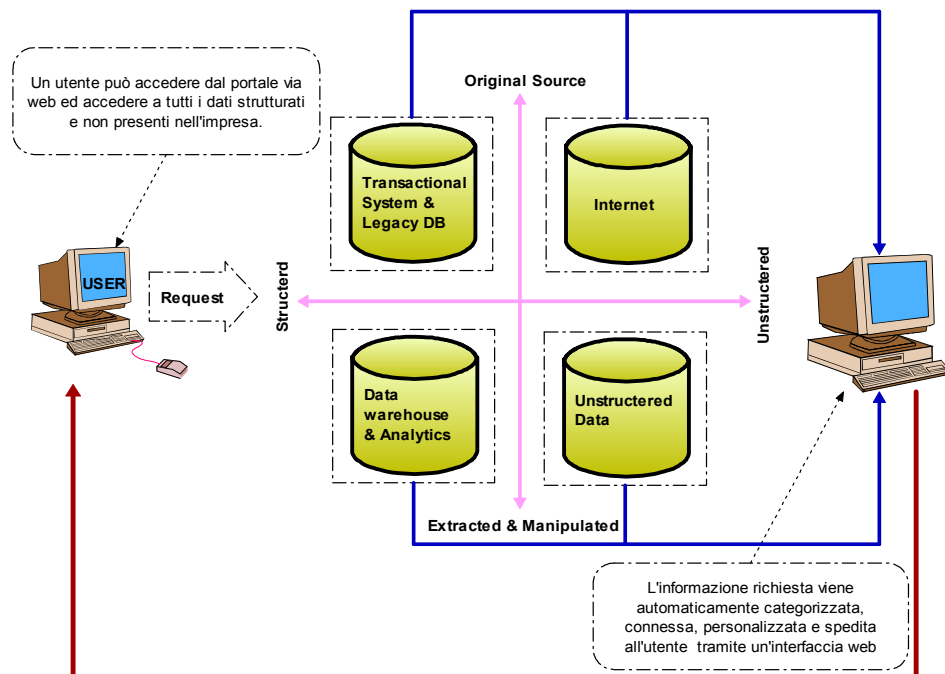 Un utente può accedere dal portale via
web ed accedere a tutti i dati strutturati
e non presenti nell'impresa.
Original Source
Transactional
System &
Legacy DB
Internet
USER
Request
Structerd
Unstructered
Data
warehouse
& Analytics
Unstructered
Data
Extracted & Manipulated
L'informazione richiesta viene
automaticamente categorizzata,
connessa, personalizzata e spedita
all'utente tramite un'interfaccia web